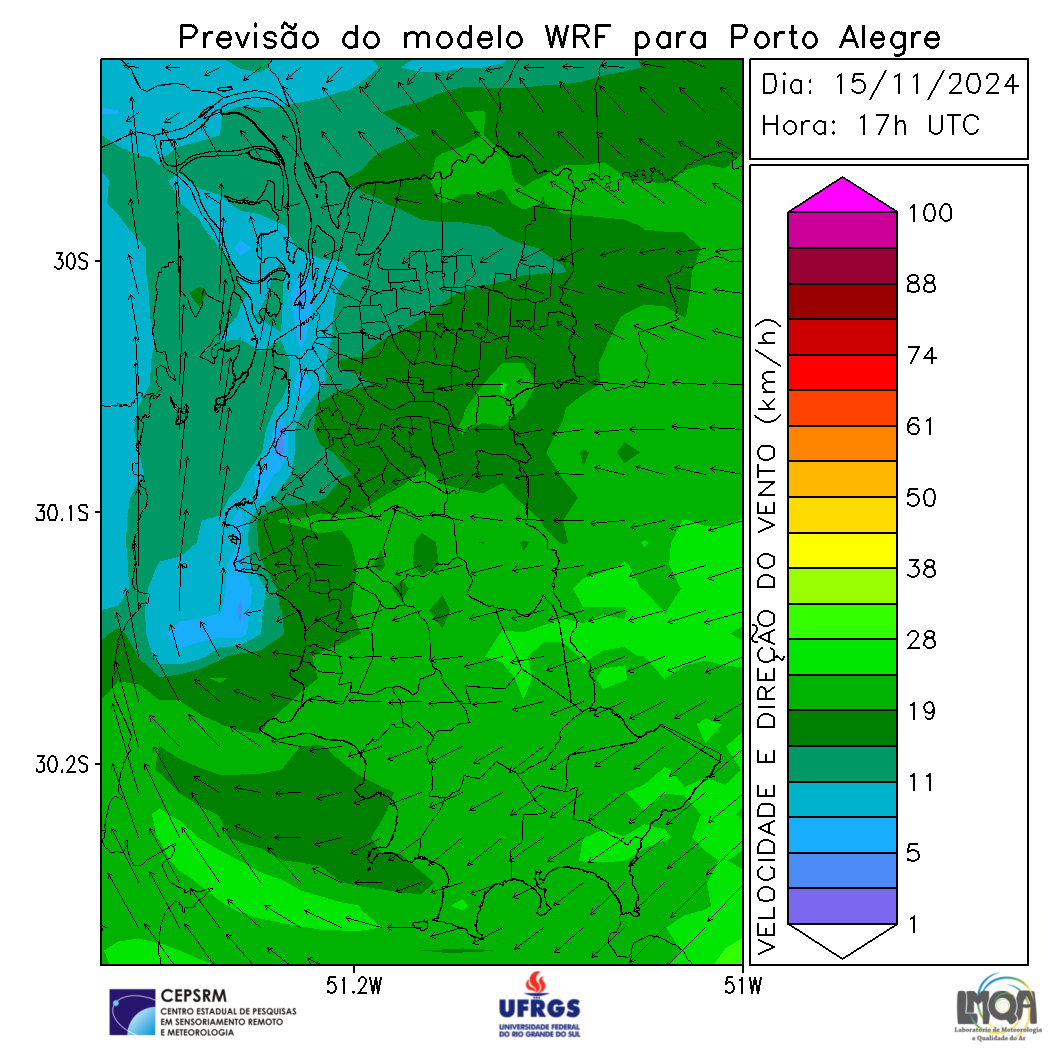 Previsão do modelo WRF para Porto Alegre
Dia: 15/11/2024
Hora: 17h UTC
30S
30.1S
30.2S
51.2W
51W
VELOCIDADE E DIREÇÃO DO VENTO (km/h)
100
88
74
61
50
38
28
19
11
5
1
CEPSRM
CENTRO ESTADUAL DE PESQUISAS
EM SENSORIAMENTO REMOTO
E METEOROLOGIA
UFRGS
UNIVERSIDADE FEDERAL
DO RIO GRANDE DO SUL
LMQA
Laboratório de Meteorologia
e Qualidade do Ar